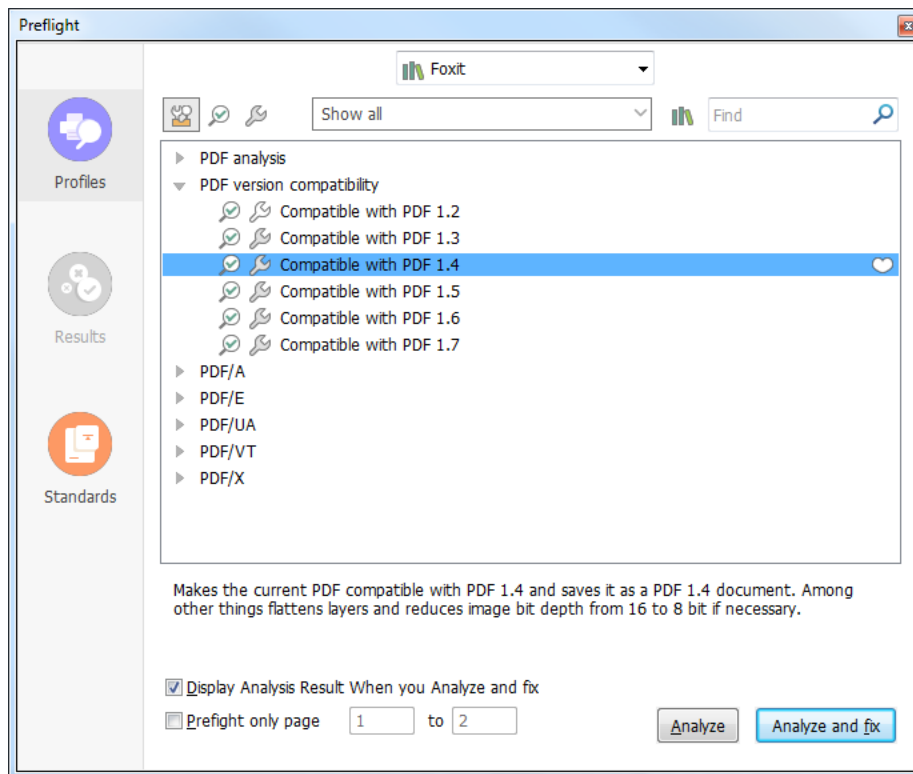 Preflight
Foxit
Show all
Find
Profiles
Results
Standards
PDF analysis
PDF version compatibility
Compatible with PDF 1.2
Compatible with PDF 1.3
Compatible with PDF 1.4
Compatible with PDF 1.5
Compatible with PDF 1.6
Compatible with PDF 1.7
PDF/A
PDF/E
PDF/UA
PDF/VT
PDF/X
Makes the current PDF compatible with PDF 1.4 and saves it as a PDF 1.4 document. Among
other things flattens layers and reduces image bit depth from 16 to 8 bit if necessary.
Display Analysis Result When you Analyze and fix
Prefight only page 1 to 2
Analyze Analyze and fix